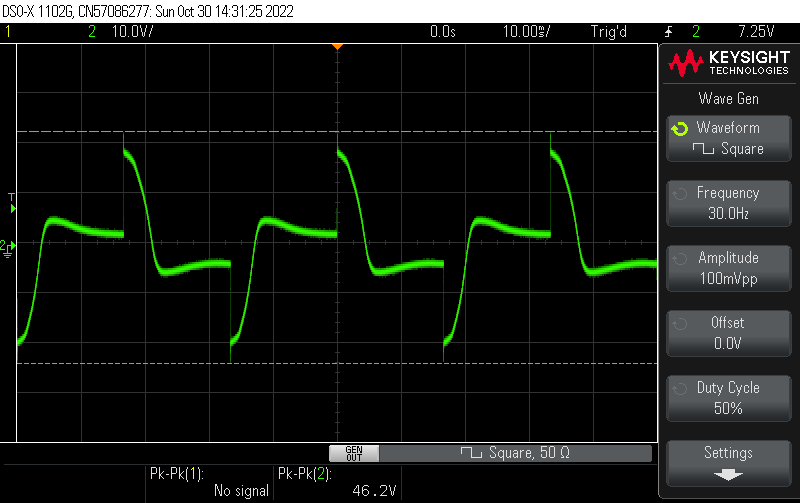 DSO-X 1102G, CN57086277: Sun Oct 30 14:31:25 2022
1 2 10.0V/ 0.0s 10.00ms/ Trig'd 2 7.25V
KEYSIGHT
TECHNOLOGIES
Wave Gen
Waveform
Square
Frequency
30.0Hz
Amplitude
100mVpp
Offset
0.0V
Duty Cycle
50%
Settings
T
2
GEN
OUT
Square, 50 Ω
Pk-Pk(1):
No signal
Pk-Pk(2):
46.2V